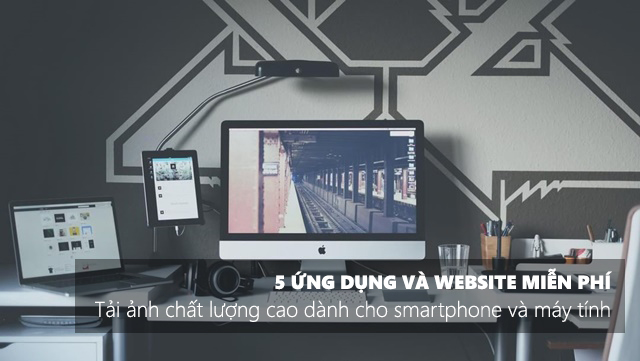 5 ỨNG DỤNG VÀ WEBSITE MIỄN PHÍ
Tải ảnh chất lượng cao dành cho smartphone và máy tính